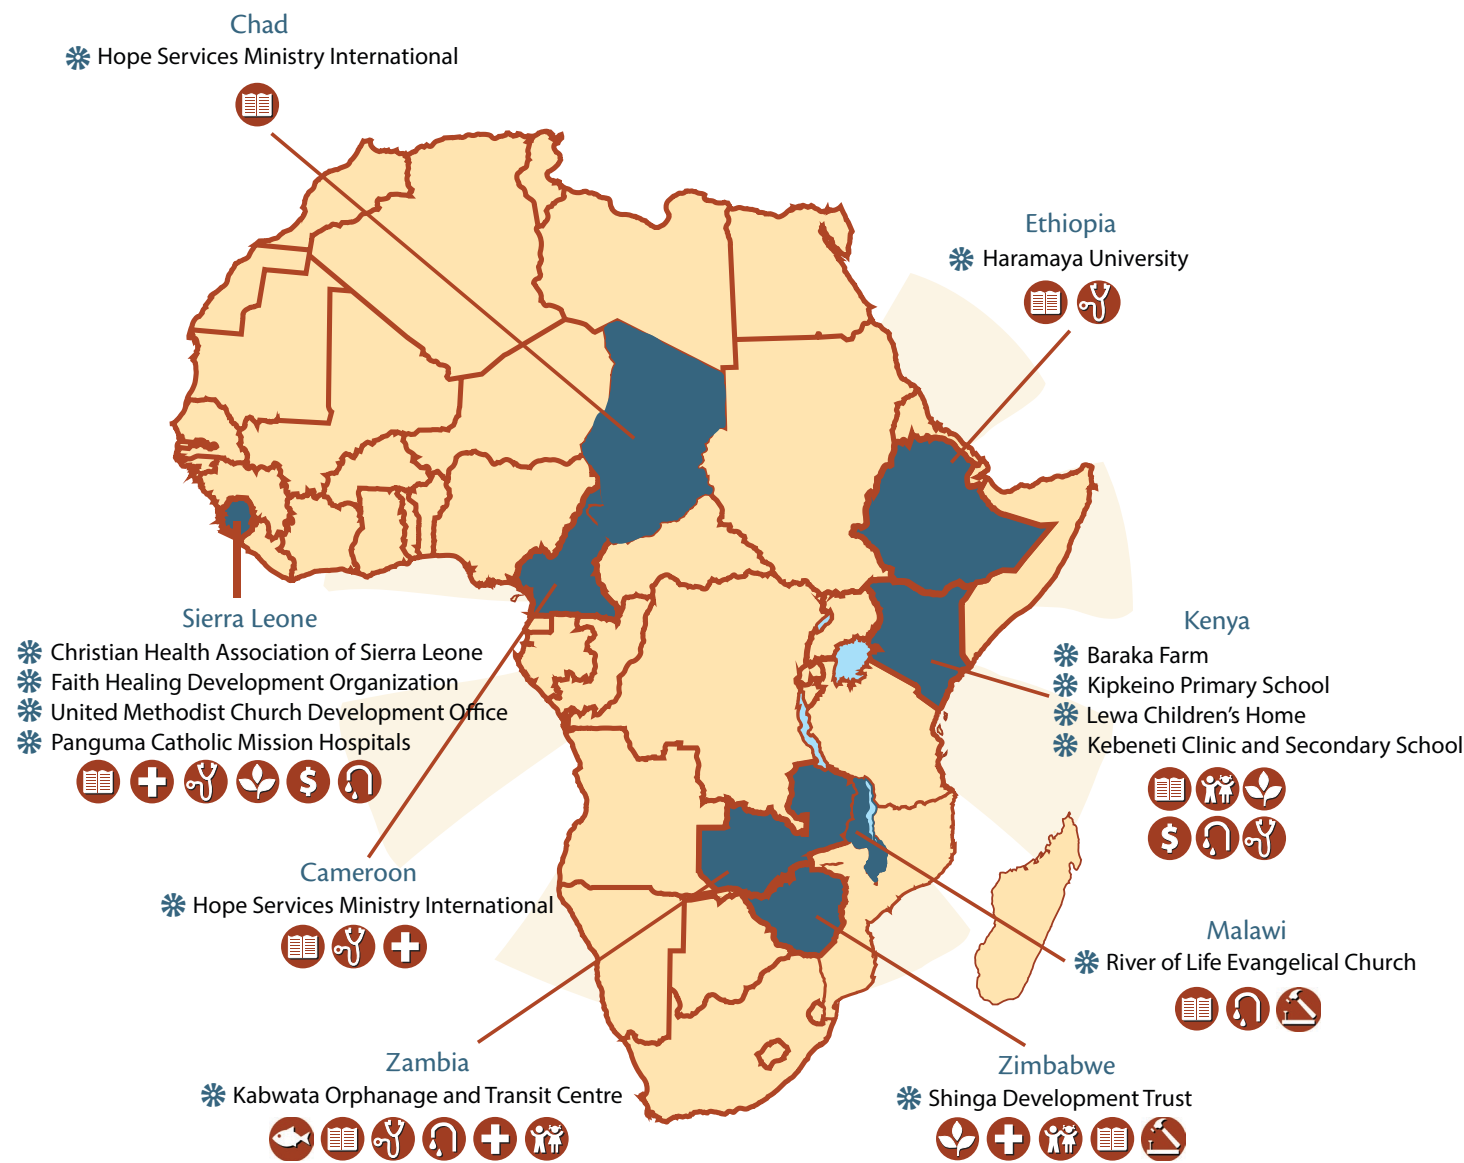 Chad
Hope Services Ministry International
Ethiopia
Haramaya University
Sierra Leone
Christian Health Association of Sierra Leone
Faith Healing Development Organization
United Methodist Church Development Office
Panguma Catholic Mission Hospitals
$
Kenya
Baraka Farm
Kipkeino Primary School
Lewa Children's Home
Kebeneti Clinic and Secondary School
$
Cameroon
Hope Services Ministry International
Malawi
River of Life Evangelical Church
Zambia
Kabwata Orphanage and Transit Centre
Zimbabwe
Shinga Development Trust